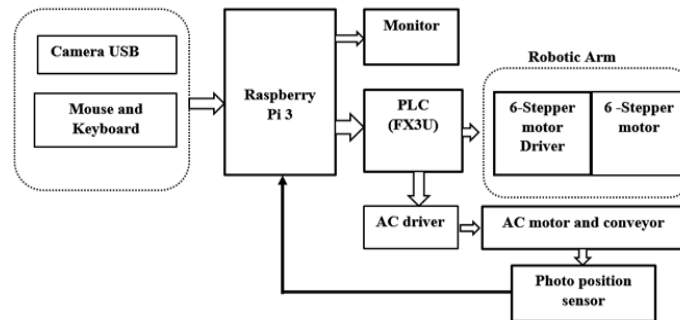 Camera USB
Mouse and
Keyboard
Raspberry
Pi 3
Monitor
PLC
(FX3U)
Robotic Arm
6-Stepper
motor
Driver
6 -Stepper
motor
AC driver
AC motor and conveyor
Photo position
sensor